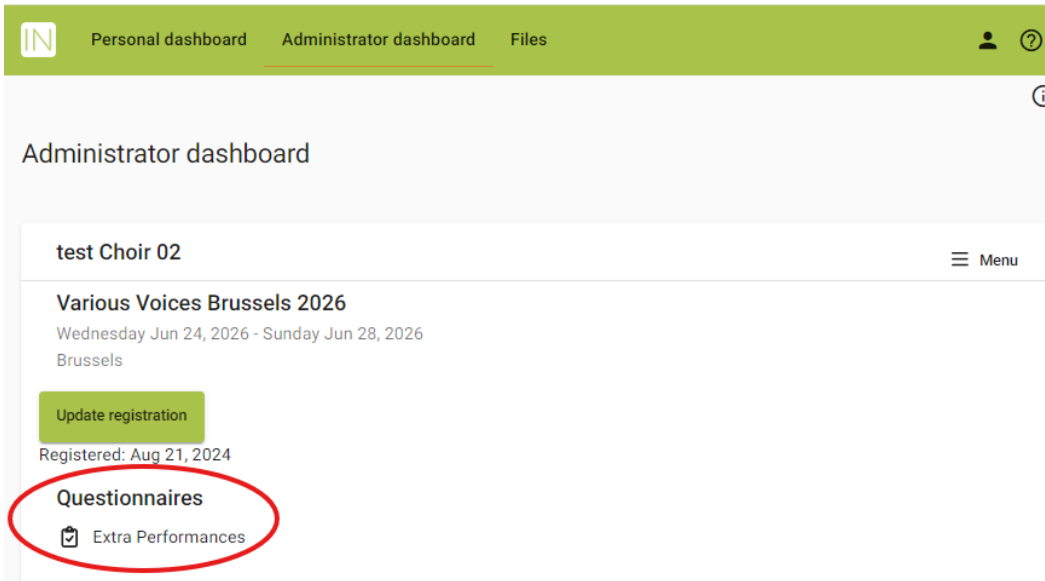 IN Personal dashboard Administrator dashboard Files
Administrator dashboard
test Choir 02
Menu
Various Voices Brussels 2026
Wednesday Jun 24, 2026 - Sunday Jun 28, 2026
Brussels
Update registration
Registered: Aug 21, 2024
Questionnaires
Extra Performances